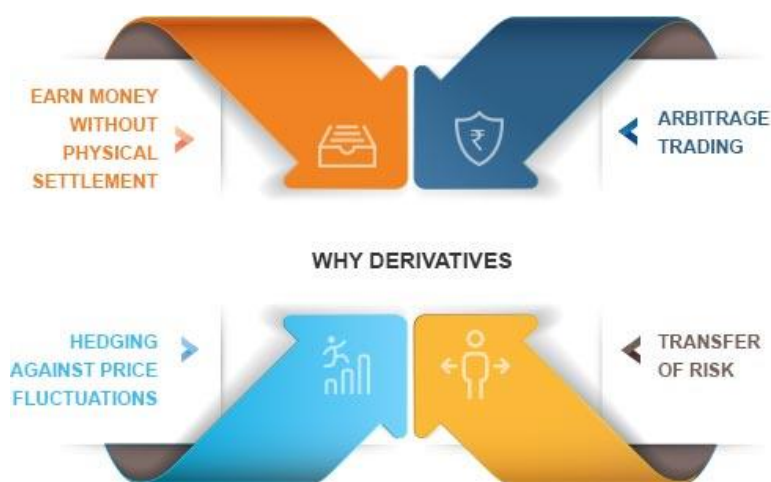 EARN MONEY
WITHOUT
PHYSICAL
SETTLEMENT
₹
ARBITRAGE
TRADING
WHY DERIVATIVES
HEDGING
AGAINST PRICE
FLUCTUATIONS
TRANSFER
OF RISK